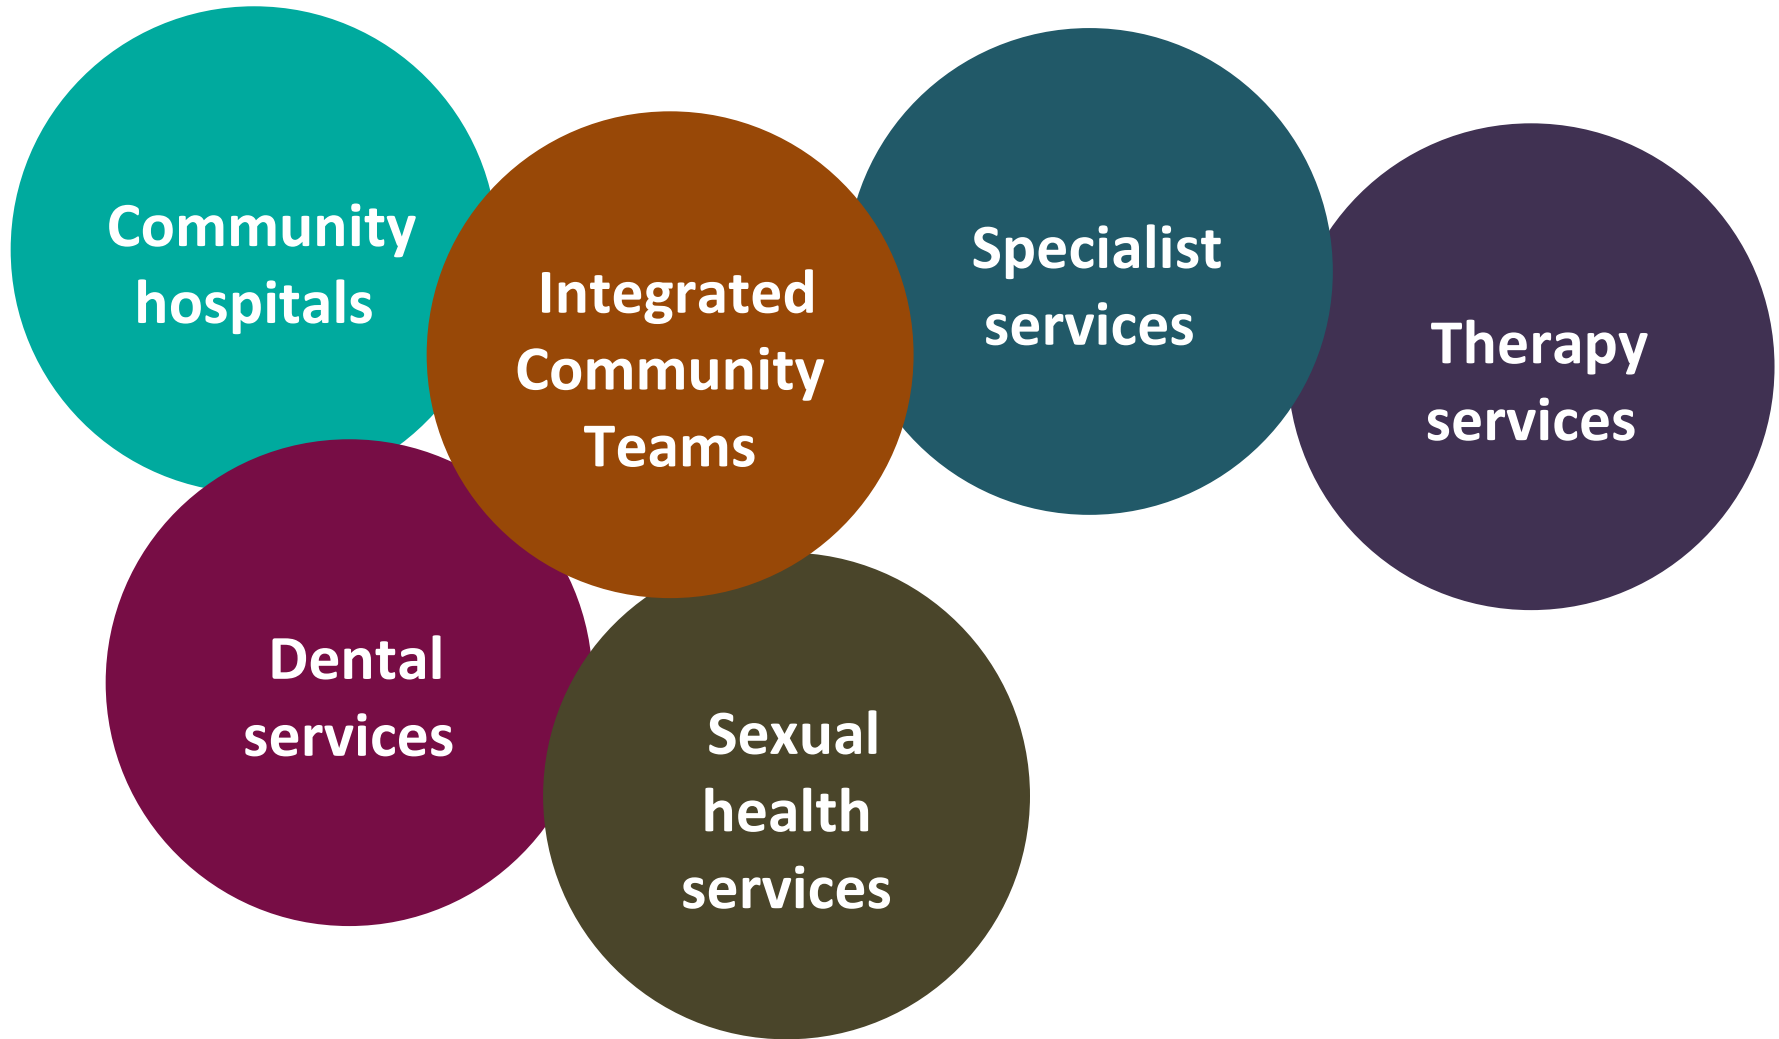 Community
hospitals
Integrated
Community
Teams
Specialist
services
Therapy
services
Dental
services
Sexual
health
services